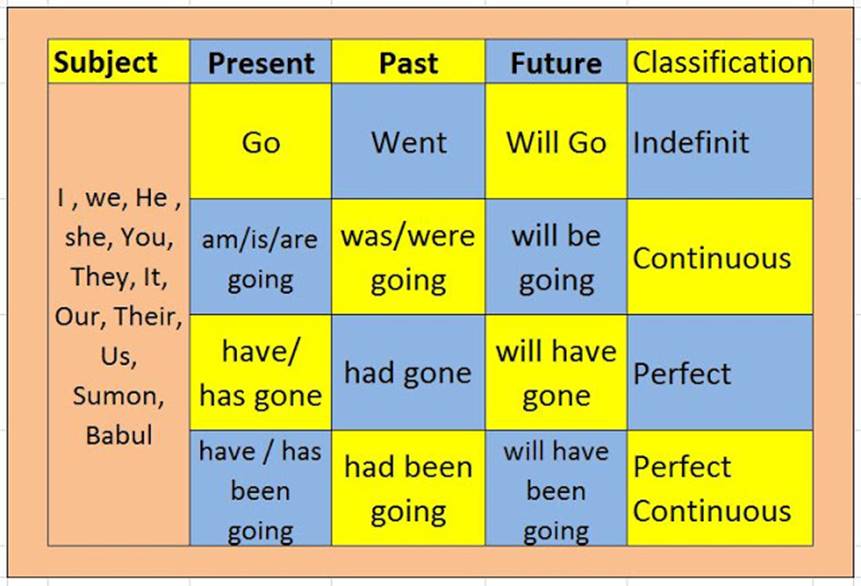 Subject Present Past Future Classification
I , we, He ,
she, You,
They, It,
Our, Their,
Us,
Sumon,
Babul
Go Went Will Go Indefinit
am/is/are
going
was/were
going
will be
going
Continuous
have/
has gone
had gone
will have
gone
Perfect
have / has
been
going
had been
going
will have
been
going
Perfect
Continuous